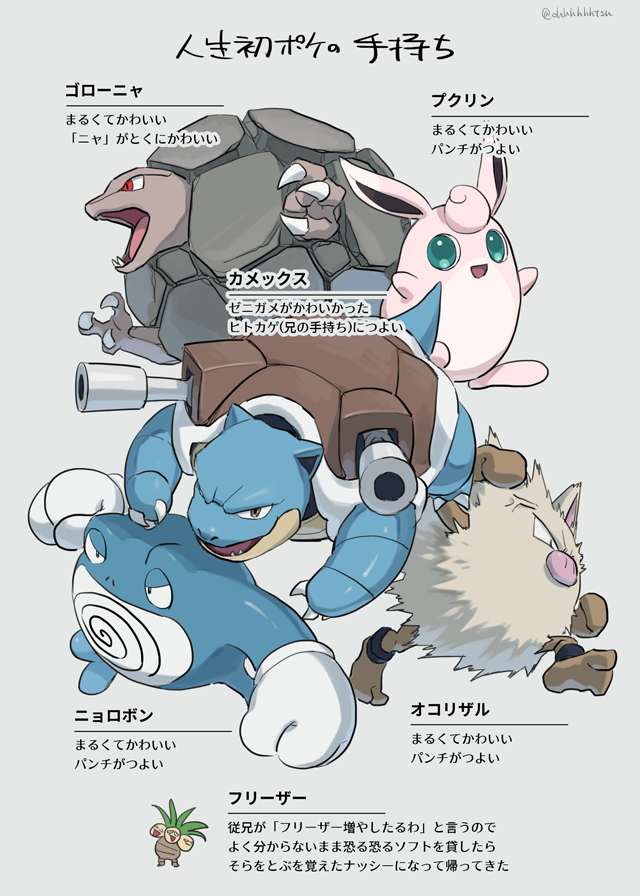 人生初ポケの手持ち
ゴローニャ
まるくてかわいい
「ニャ」がとくにかわいい
プクリン
まるくてかわいい
パンチがつよい
カメックス
ゼニガメがかわいかった
ヒトカゲ(兄の手持ち)につよい
ニョロボン
まるくてかわいい
パンチがつよい
オコリザル
まるくてかわいい
パンチがつよい
フリーザー
従兄が「フリーザー増やしたるわ」と言うので
よく分からないまま恐る恐るソフトを貸したら
そらをとぶを覚えたナッシーになって帰ってきた